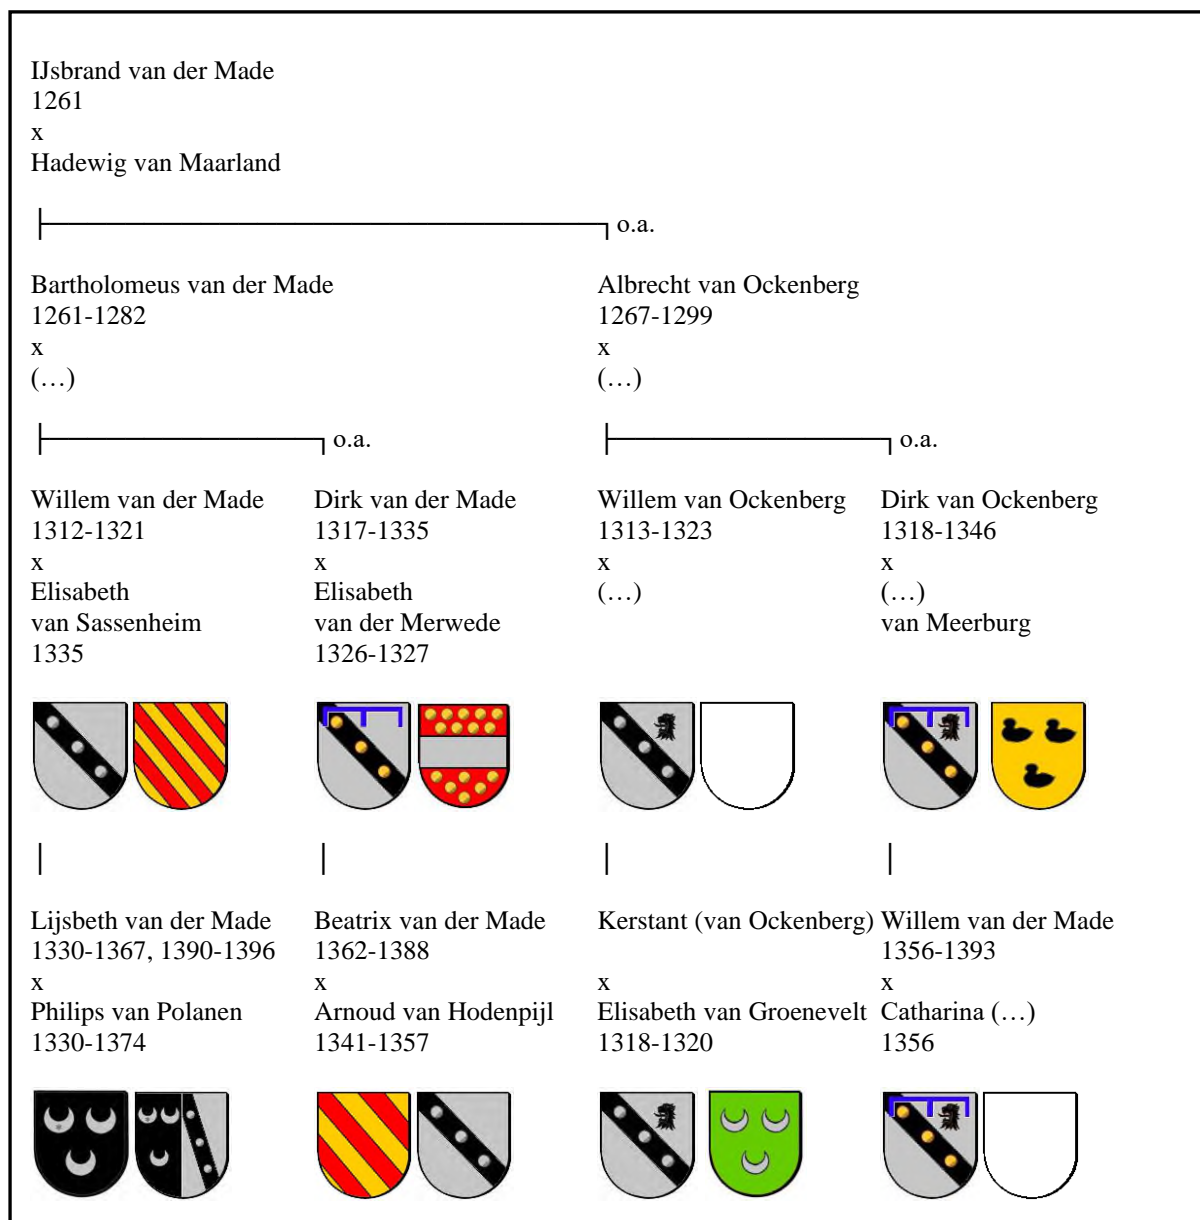 IJsbrand van der Made
1261
x
Hadewig van Maarland
o.a.
Bartholomeus van der Made
1261-1282
x
(…)
Albrecht van Ockenberg
1267-1299
x
(…)
o.a.
o.a.
Willem van der Made
1312-1321
x
Elisabeth
van Sassenheim
1335
Dirk van der Made
1317-1335
x
Elisabeth
van der Merwede
1326-1327
Willem van Ockenberg
1313-1323
x
(…)
Dirk van Ockenberg
1318-1346
x
(…)
van Meerburg
Lijsbeth van der Made
1330-1367, 1390-1396
x
Philips van Polanen
1330-1374
Beatrix van der Made
1362-1388
x
Arnoud van Hodenpijl
1341-1357
Kerstant (van Ockenberg)
x
Elisabeth van Groenevelt
1318-1320
Willem van der Made
1356-1393
x
Catharina (…)
1356